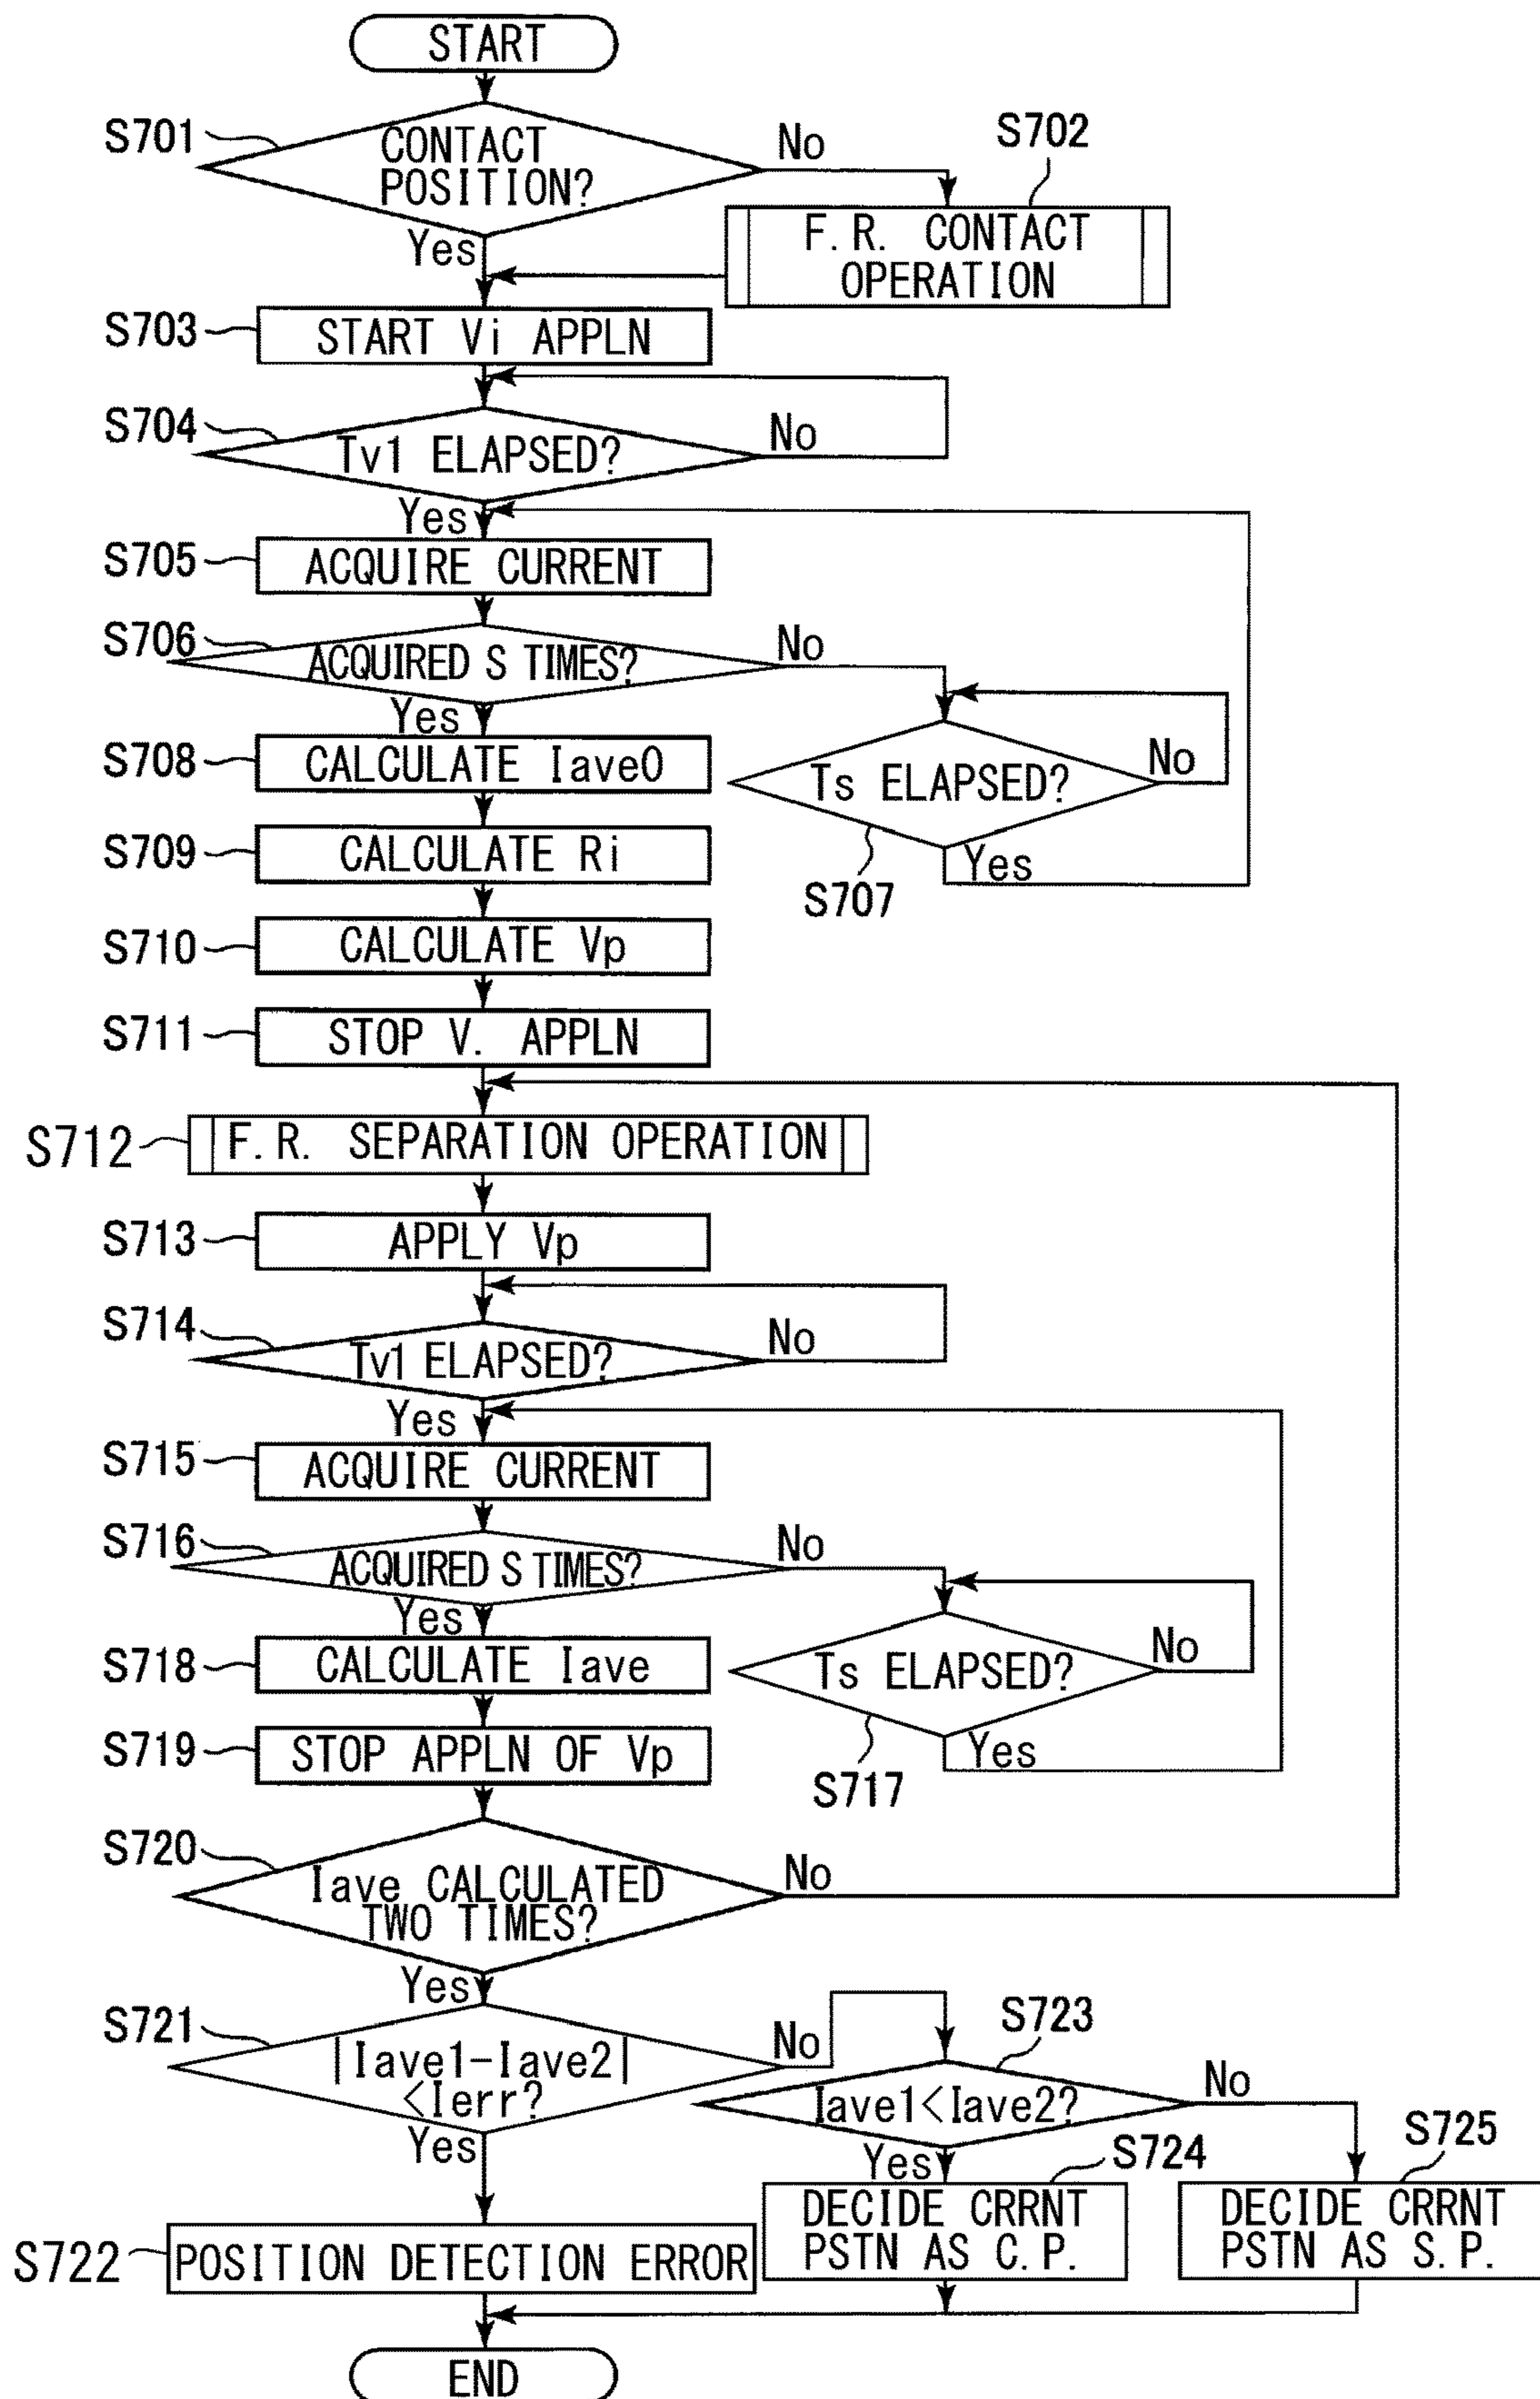 START
S701
CONTACT
POSITION?
No
S702
Yes
F.R. CONTACT
OPERATION
S703
START Vi APPLN
S704
Tv1 ELAPSED?
No
Yes
S705
ACQUIRE CURRENT
S706
ACQUIRED S TIMES?
No
Yes
S708
CALCULATE Iave0
Ts ELAPSED?
No
S709
CALCULATE Ri
Yes
S707
S710
CALCULATE Vp
S711
STOP V. APPLN
S712
F.R. SEPARATION OPERATION
S713
APPLY Vp
S714
Tv1 ELAPSED?
No
Yes
S715
ACQUIRE CURRENT
S716
ACQUIRED S TIMES?
No
Yes
S718
CALCULATE Iave
Ts ELAPSED?
No
S719
STOP APPLN OF Vp
Yes
S717
S720
Iave CALCULATED
TWO TIMES?
No
Yes
S721
|Iave1-Iave2|
<Ierr?
No
S723
Iave1<Iave2?
No
Yes
Yes
S724
S725
DECIDE CRRNT
PSTN AS C.P.
DECIDE CRRNT
PSTN AS S.P.
S722
POSITION DETECTION ERROR
END